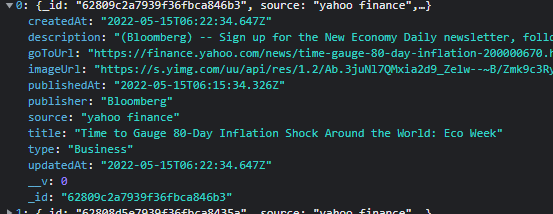 0: {_id: "62809c2a7939f36fbca846b3", source: "yahoo finance",…}
createdAt: "2022-05-15T06:22:34.647Z"
description: "(Bloomberg) -- Sign up for the New Economy Daily newsletter, follo
goToUrl: "https://finance.yahoo.com/news/time-gauge-80-day-inflation-200000670.h
imageUrl: "https://s.yimg.com/uu/api/res/1.2/Ab.3juNl7QMxia2d9_Zelw--~B/Zmk9c3Ry
publishedAt: "2022-05-15T06:15:34.326Z"
publisher: "Bloomberg"
source: "yahoo finance"
title: "Time to Gauge 80-Day Inflation Shock Around the World: Eco Week"
type: "Business"
updatedAt: "2022-05-15T06:22:34.647Z"
__v: 0
_id: "62809c2a7939f36fbca846b3"
1: {_id: "62808d5e7939f36fbca8435a", source: "yahoo finance",…}